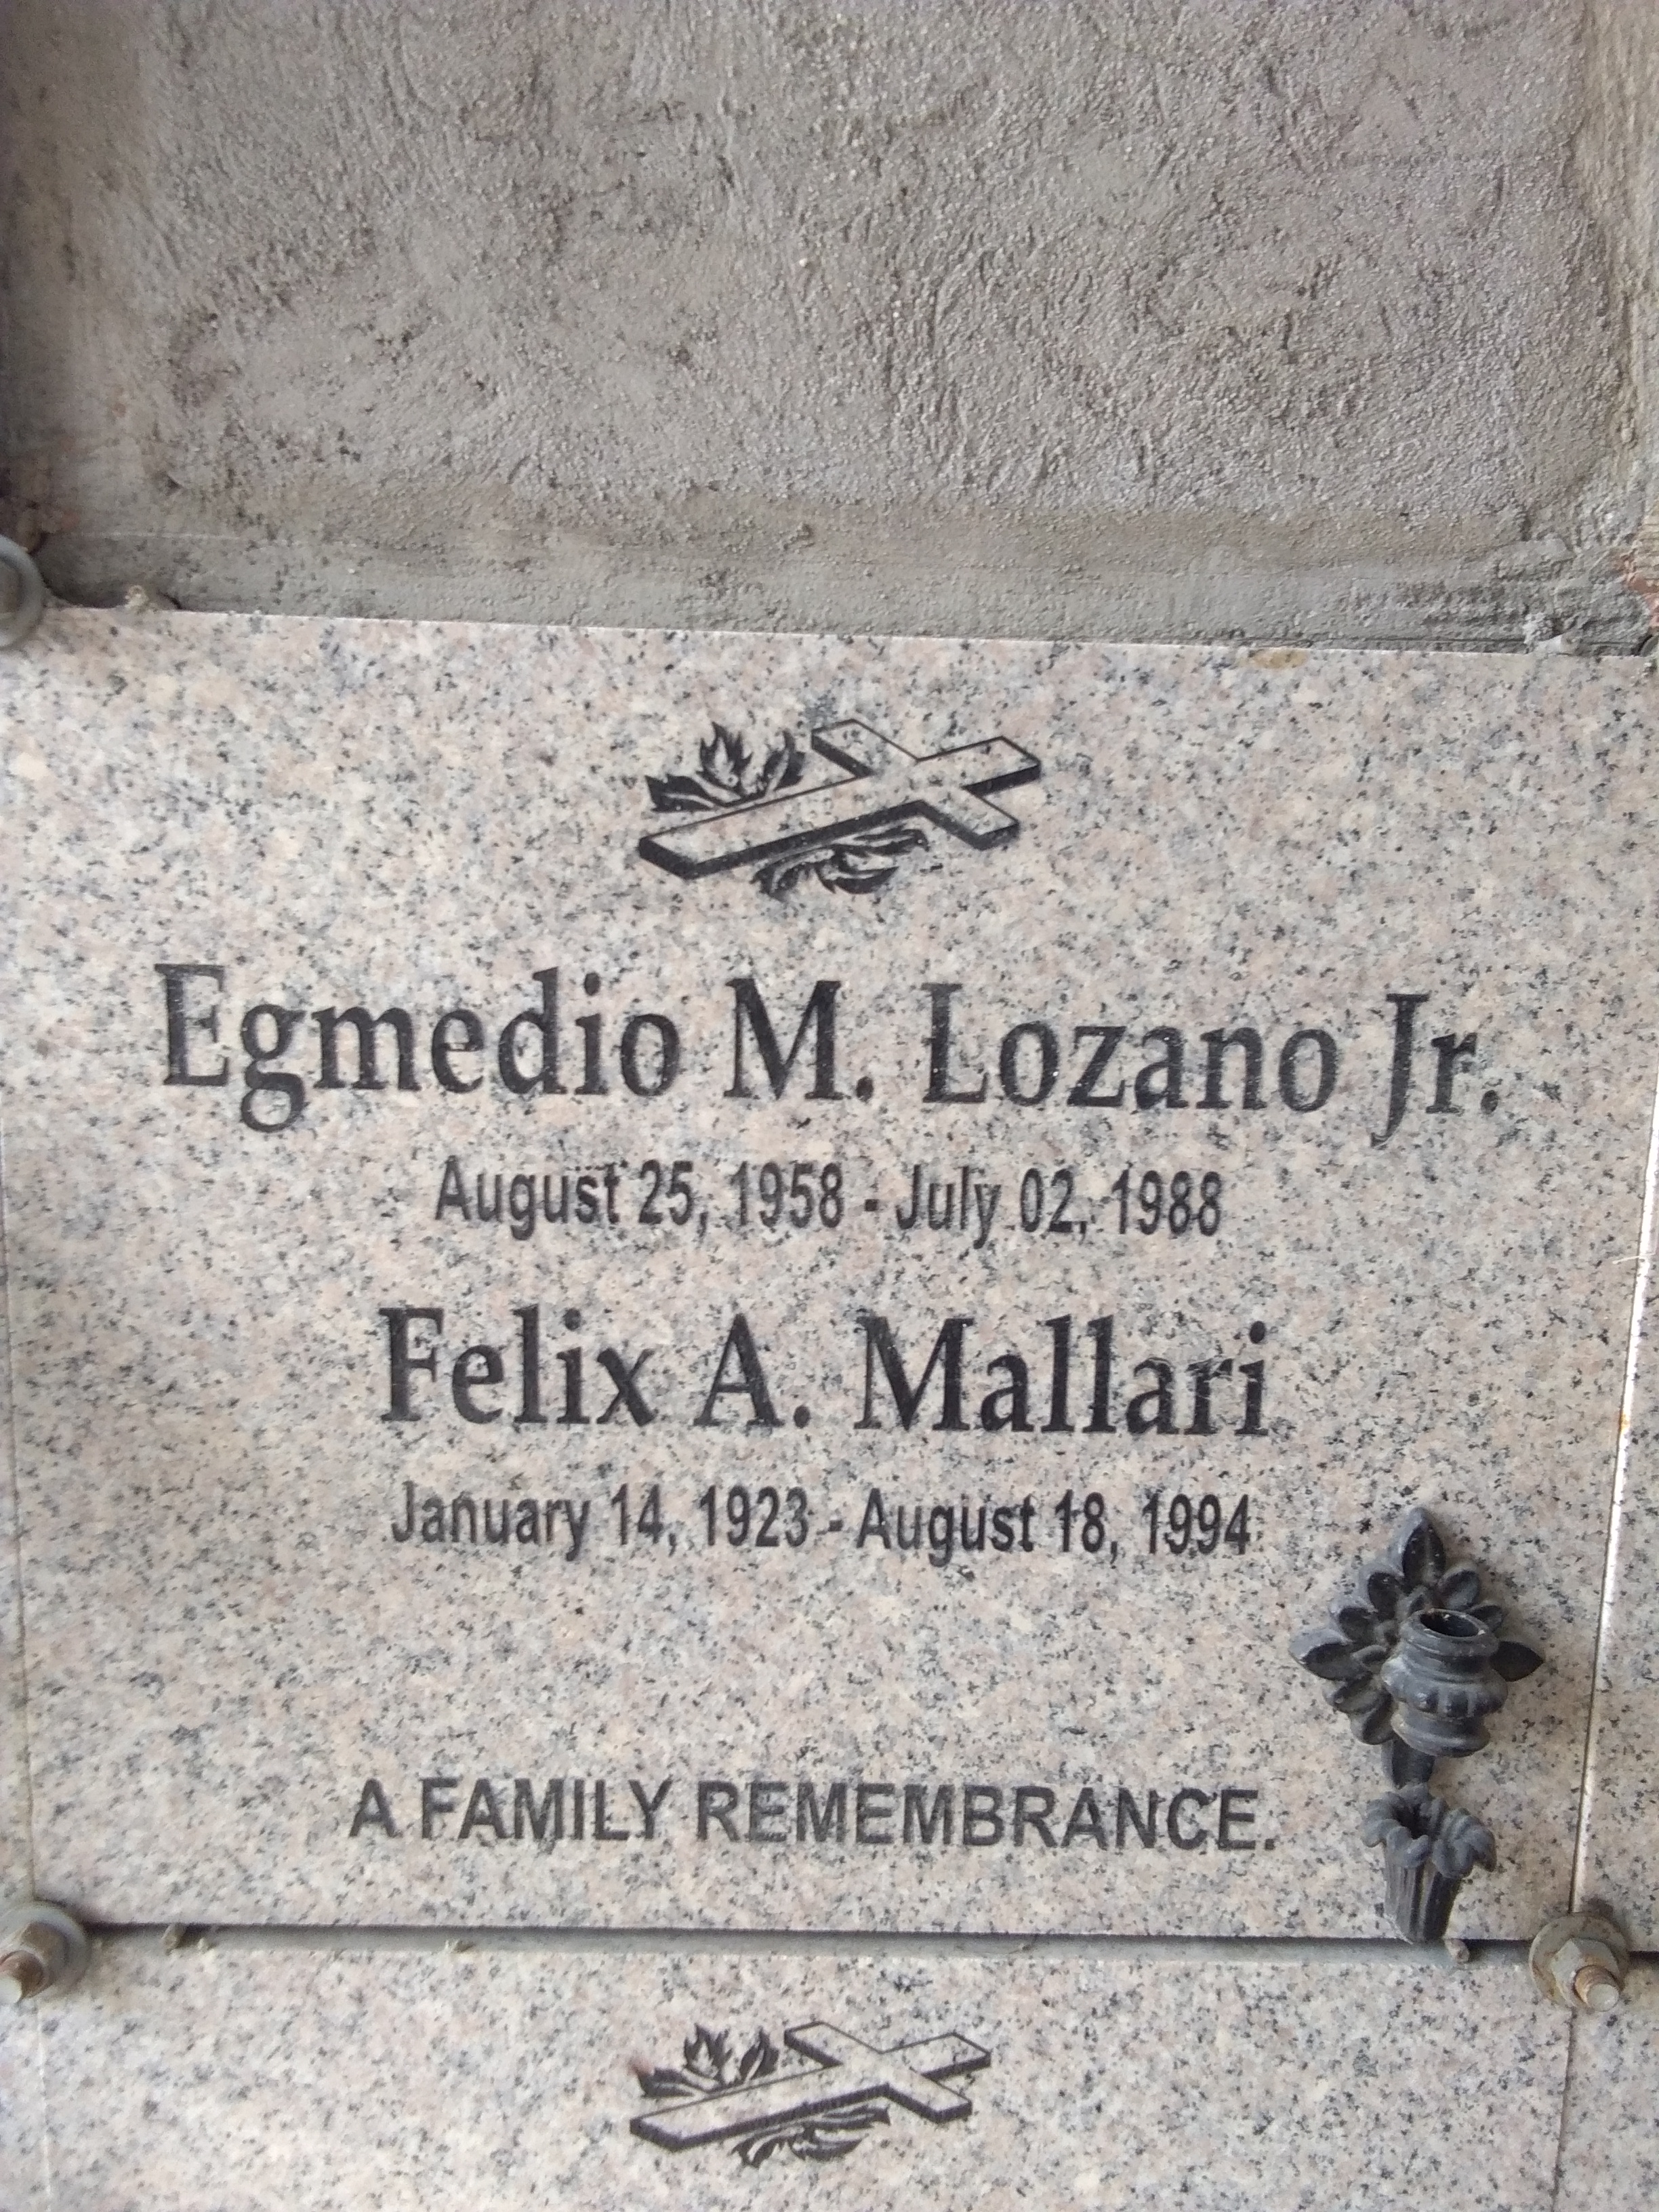 Egmedio M. Lozano Jr.
August 25, 1958 - July 02, 1988
Felix A. Mallari
January 14, 1923 - August 18, 1994
A FAMILY REMEMBRANCE.